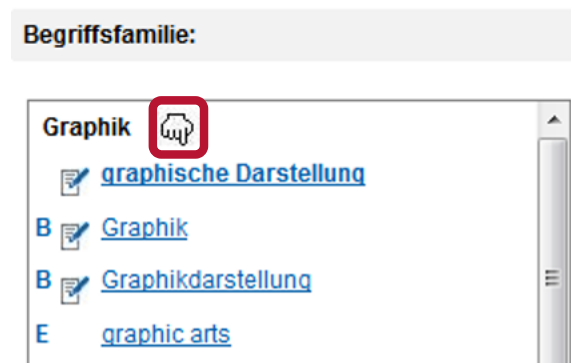 Begriffsfamilie:
Graphik
graphische Darstellung
B Graphik
B Graphikdarstellung
E graphic arts